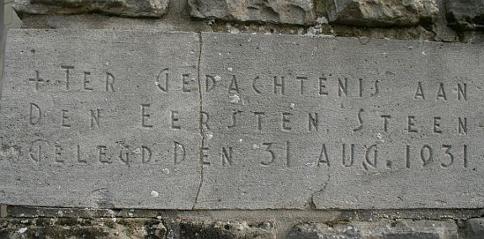 + TER GEDACHTENIS AAN
DEN EERSTEN STEEN
GELEGD DEN 31 AUG. 1931.